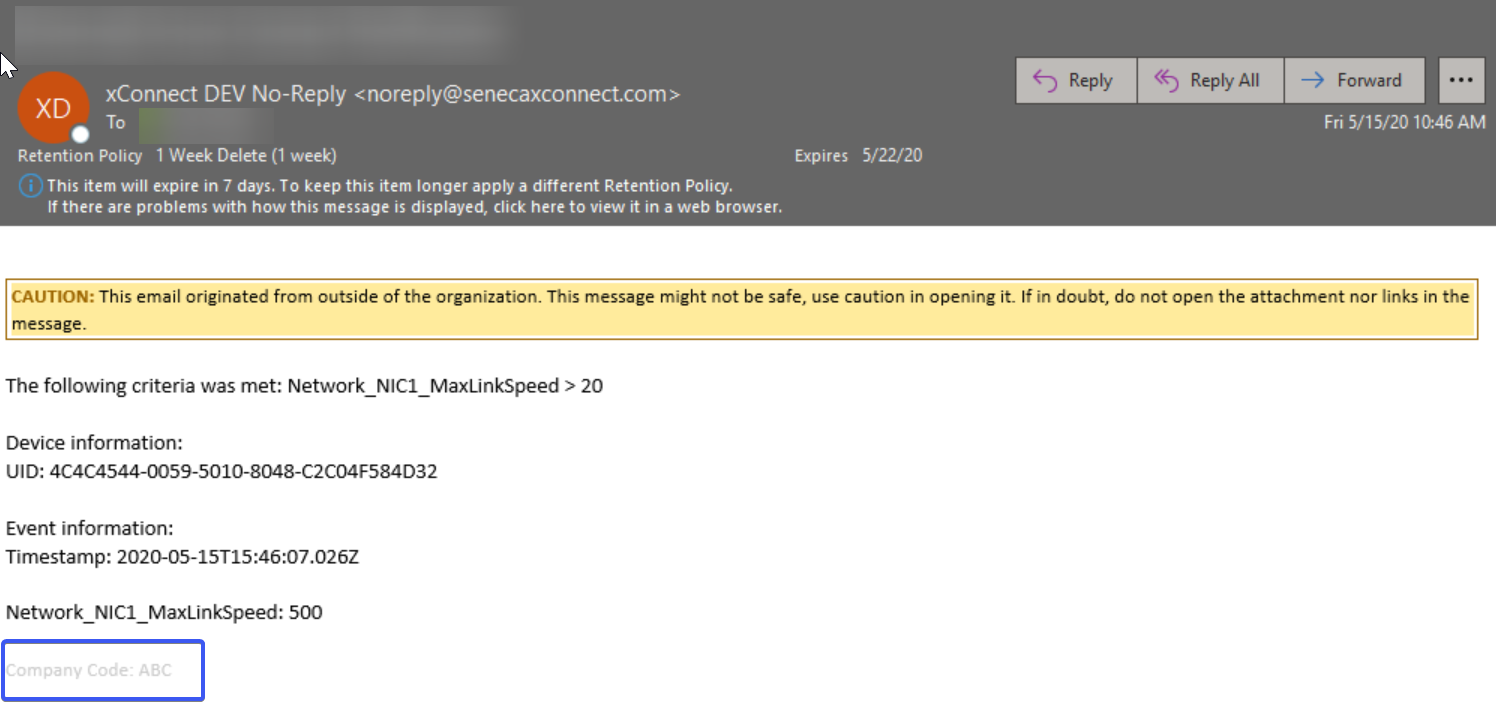 Reply
Reply All
Forward
XD
xConnect DEV No-Reply <noreply@senecaxconnect.com>
To
Fri 5/15/20 10:46 AM
Retention Policy 1 Week Delete (1 week)
Expires 5/22/20
This item will expire in 7 days. To keep this item longer apply a different Retention Policy.
If there are problems with how this message is displayed, click here to view it in a web browser.
CAUTION: This email originated from outside of the organization. This message might not be safe, use caution in opening it. If in doubt, do not open the attachment nor links in the
message.
The following criteria was met: Network_NIC1_MaxLinkSpeed > 20
Device information:
UID: 4C4C4544-0059-5010-8048-C2C04F584D32
Event information:
Timestamp: 2020-05-15T15:46:07.026Z
Network_NIC1_MaxLinkSpeed: 500
Company Code: ABC